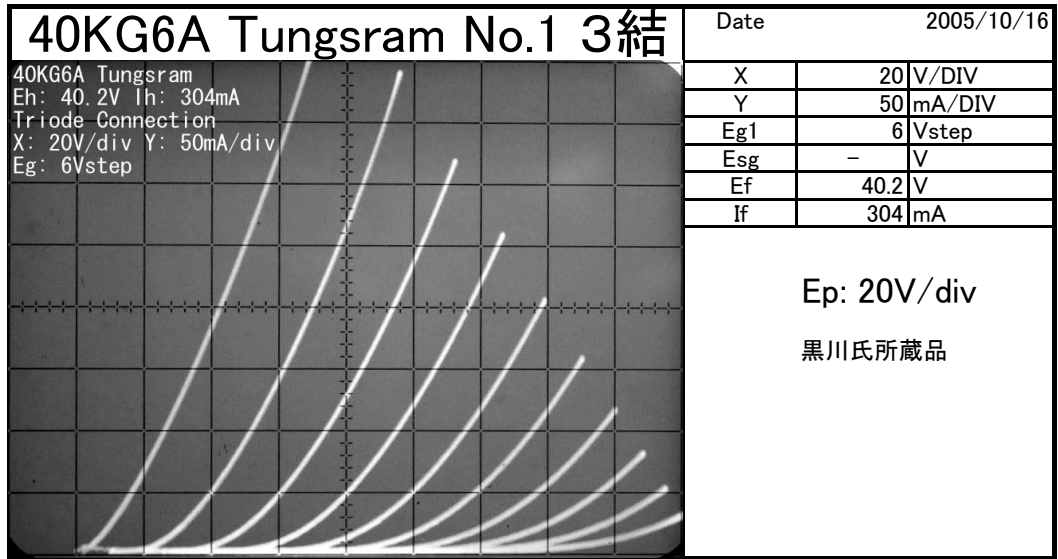 40KG6A Tungsram No.1 3結
Date 2005/10/16
40KG6A Tungsram
Eh: 40.2V Ih: 304mA
Triode Connection
X: 20V/div Y: 50mA/div
Eg: 6Vstep
X 20 V/DIV
Y 50 mA/DIV
Eg1 6 Vstep
Esg - V
Ef 40.2 V
If 304 mA
Ep: 20V/div
黒川氏所蔵品